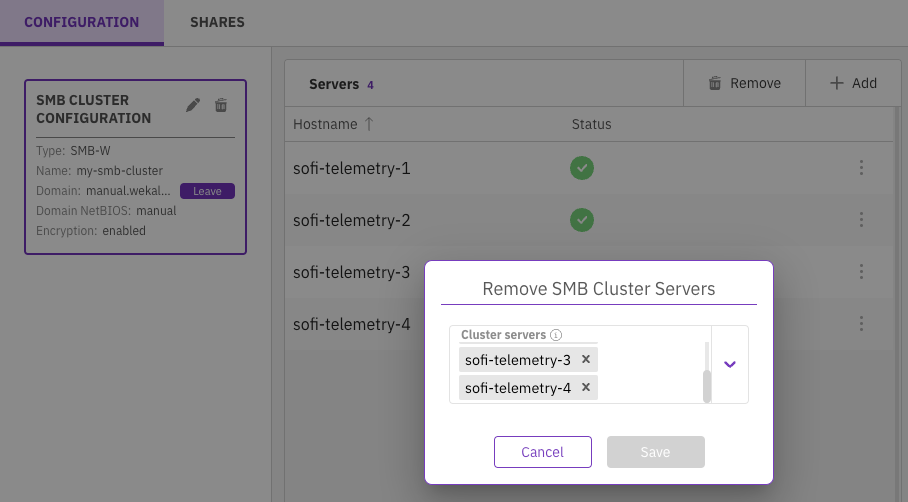 CONFIGURATION
SHARES
SMB CLUSTER
CONFIGURATION
Type: SMB-W
Name: my-smb-cluster
Domain: manual.wekal... Leave
Domain NetBIOS: manual
Encryption: enabled
Servers 4
Remove
Add
Hostname ↑ Status
sofi-telemetry-1
sofi-telemetry-2
sofi-telemetry-3
sofi-telemetry-4
Remove SMB Cluster Servers
Cluster servers
sofi-telemetry-3 ×
sofi-telemetry-4 ×
Cancel
Save